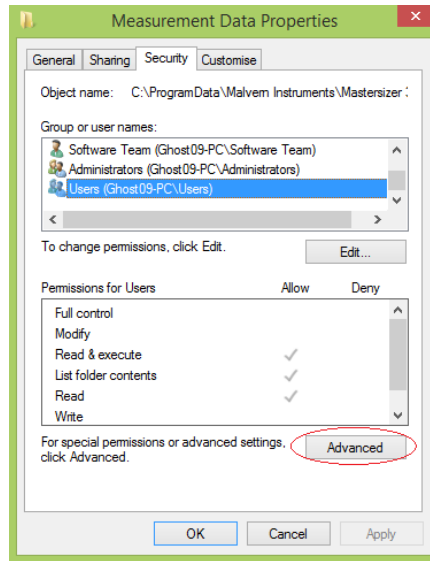 Measurement Data Properties
General Sharing Security Customise
Object name: C:\ProgramData\Malvern Instruments\Mastersizer :
Group or user names:
Software Team (Ghost09-PC\Software Team)
Administrators (Ghost09-PC\Administrators)
Users (Ghost09-PC\Users)
To change permissions, click Edit.
Edit...
Permissions for Users Allow Deny
Full control
Modify
Read & execute
List folder contents
Read
Write
For special permissions or advanced settings,
click Advanced.
Advanced
OK Cancel Apply